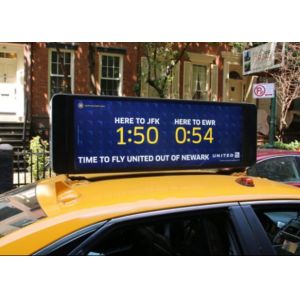 HERE TO JFK HERE TO EWR
1:50 0:54
TIME TO FLY UNITED OUT OF NEWARK UNITED